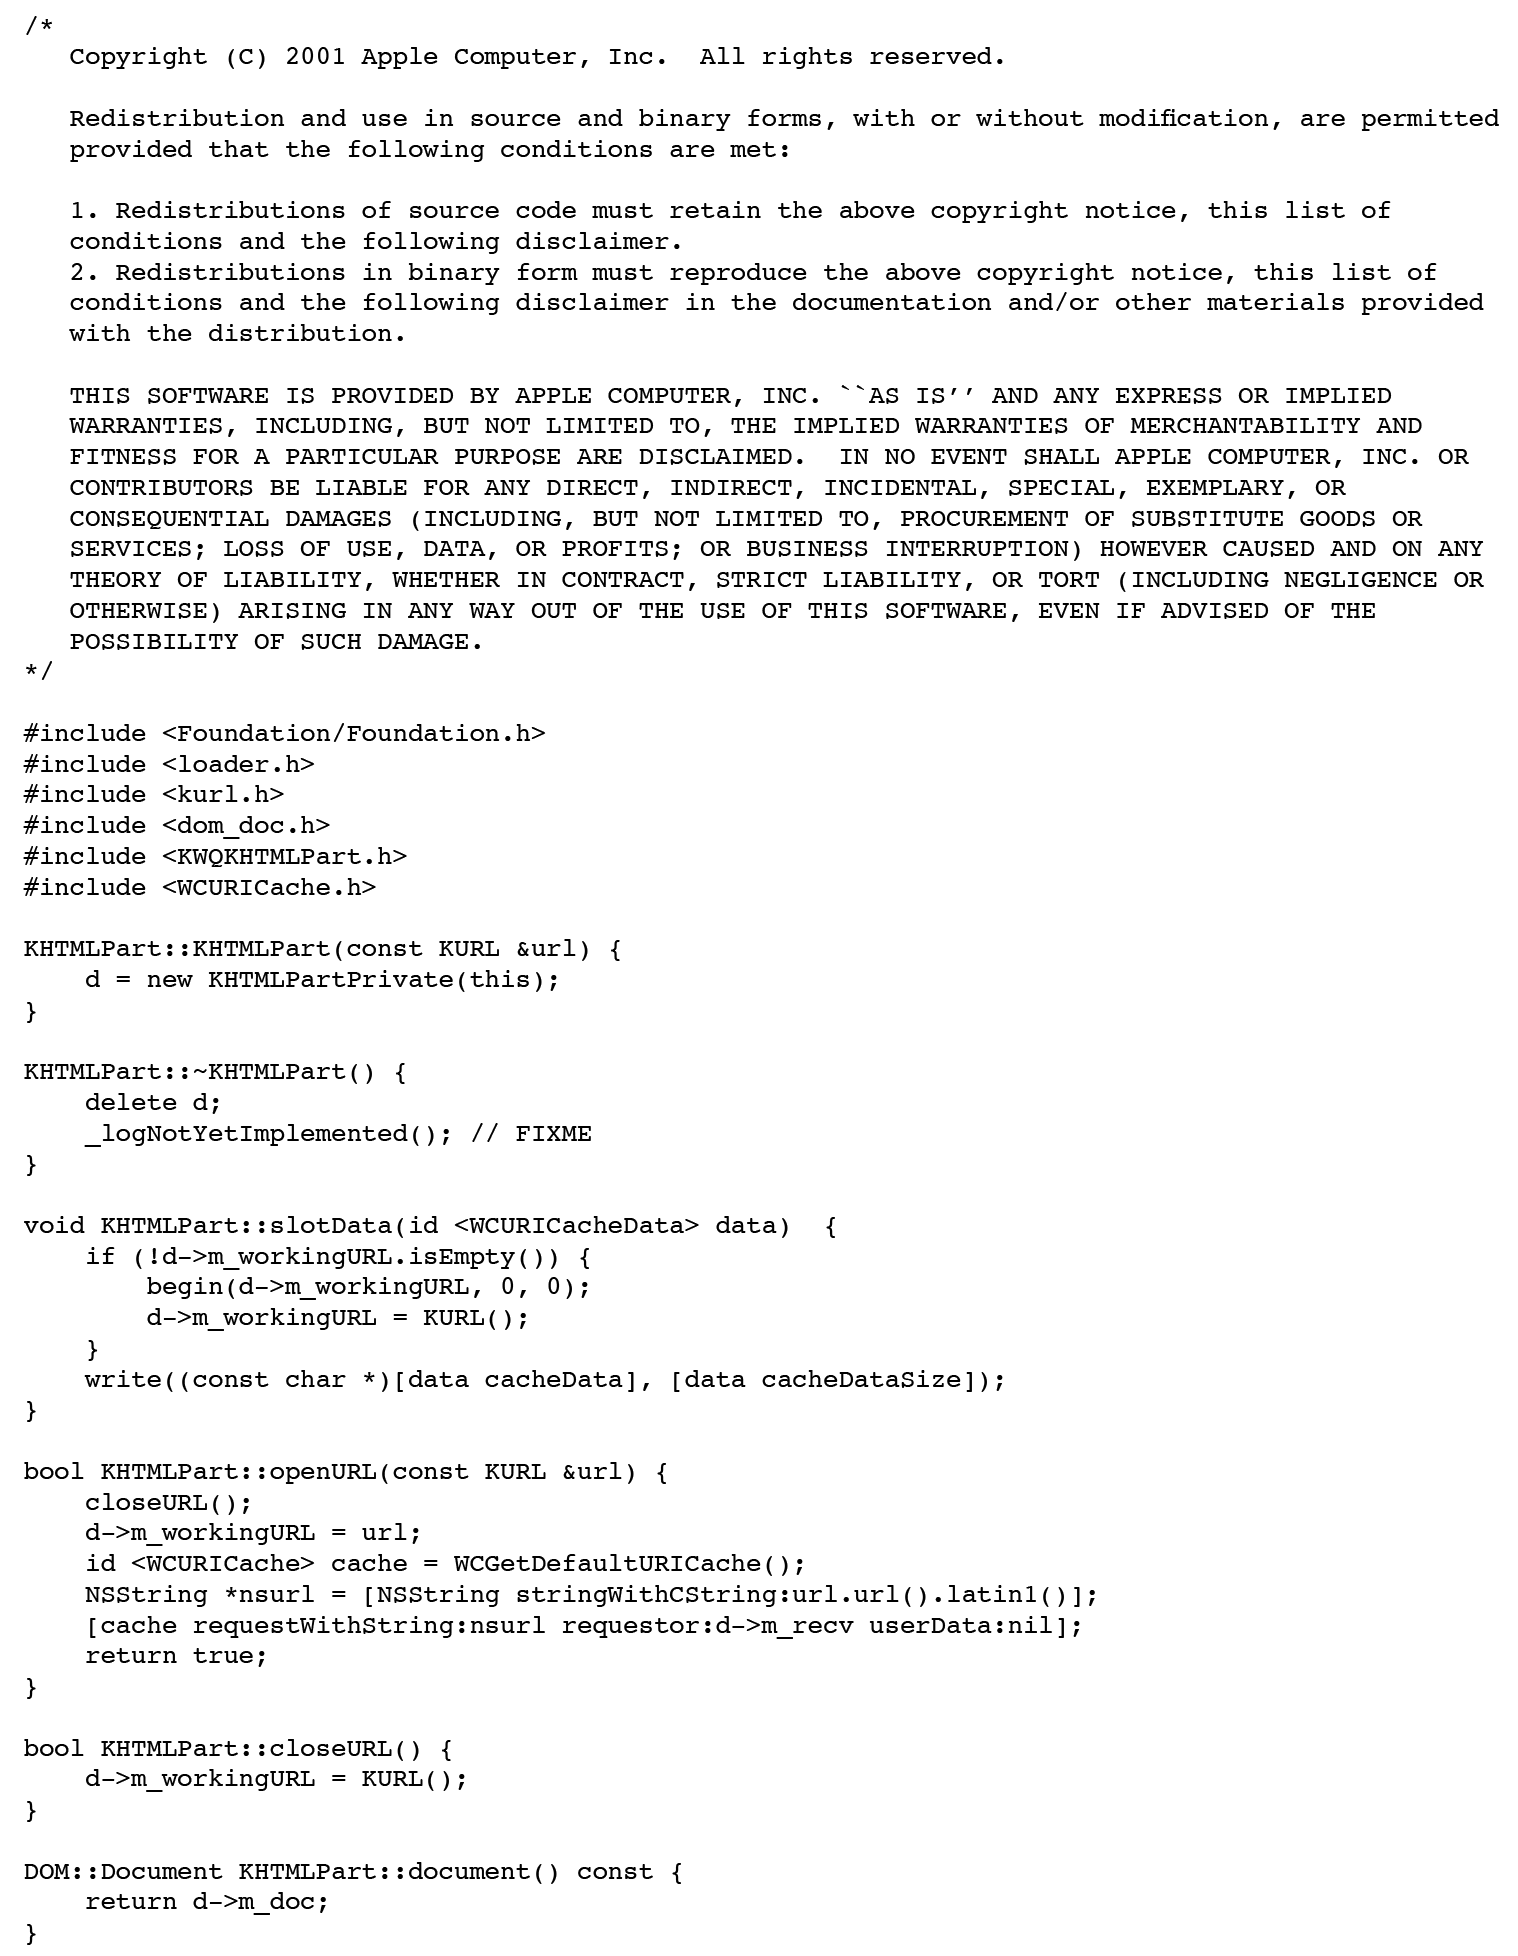 /*
   Copyright (C) 2001 Apple Computer, Inc.  All rights reserved.

   Redistribution and use in source and binary forms, with or without modification, are permitted
   provided that the following conditions are met:

   1. Redistributions of source code must retain the above copyright notice, this list of
   conditions and the following disclaimer.
   2. Redistributions in binary form must reproduce the above copyright notice, this list of
   conditions and the following disclaimer in the documentation and/or other materials provided
   with the distribution.

   THIS SOFTWARE IS PROVIDED BY APPLE COMPUTER, INC. ``AS IS’’ AND ANY EXPRESS OR IMPLIED
   WARRANTIES, INCLUDING, BUT NOT LIMITED TO, THE IMPLIED WARRANTIES OF MERCHANTABILITY AND
   FITNESS FOR A PARTICULAR PURPOSE ARE DISCLAIMED.  IN NO EVENT SHALL APPLE COMPUTER, INC. OR
   CONTRIBUTORS BE LIABLE FOR ANY DIRECT, INDIRECT, INCIDENTAL, SPECIAL, EXEMPLARY, OR
   CONSEQUENTIAL DAMAGES (INCLUDING, BUT NOT LIMITED TO, PROCUREMENT OF SUBSTITUTE GOODS OR
   SERVICES; LOSS OF USE, DATA, OR PROFITS; OR BUSINESS INTERRUPTION) HOWEVER CAUSED AND ON ANY
   THEORY OF LIABILITY, WHETHER IN CONTRACT, STRICT LIABILITY, OR TORT (INCLUDING NEGLIGENCE OR
   OTHERWISE) ARISING IN ANY WAY OUT OF THE USE OF THIS SOFTWARE, EVEN IF ADVISED OF THE
   POSSIBILITY OF SUCH DAMAGE.
*/

#include <Foundation/Foundation.h>
#include <loader.h>
#include <kurl.h>
#include <dom_doc.h>
#include <KWQKHTMLPart.h>
#include <WCURICache.h>

KHTMLPart::KHTMLPart(const KURL &url) {
    d = new KHTMLPartPrivate(this);
}

KHTMLPart::~KHTMLPart() {
    delete d;
    _logNotYetImplemented(); // FIXME
}

void KHTMLPart::slotData(id <WCURICacheData> data)  {
    if (!d->m_workingURL.isEmpty()) {
        begin(d->m_workingURL, 0, 0);
        d->m_workingURL = KURL();
    }
    write((const char *)[data cacheData], [data cacheDataSize]);
}

bool KHTMLPart::openURL(const KURL &url) {
    closeURL();
    d->m_workingURL = url;
    id <WCURICache> cache = WCGetDefaultURICache();
    NSString *nsurl = [NSString stringWithCString:url.url().latin1()];
    [cache requestWithString:nsurl requestor:d->m_recv userData:nil];
    return true;
}

bool KHTMLPart::closeURL() {
    d->m_workingURL = KURL();
}

DOM::Document KHTMLPart::document() const {
    return d->m_doc;
}